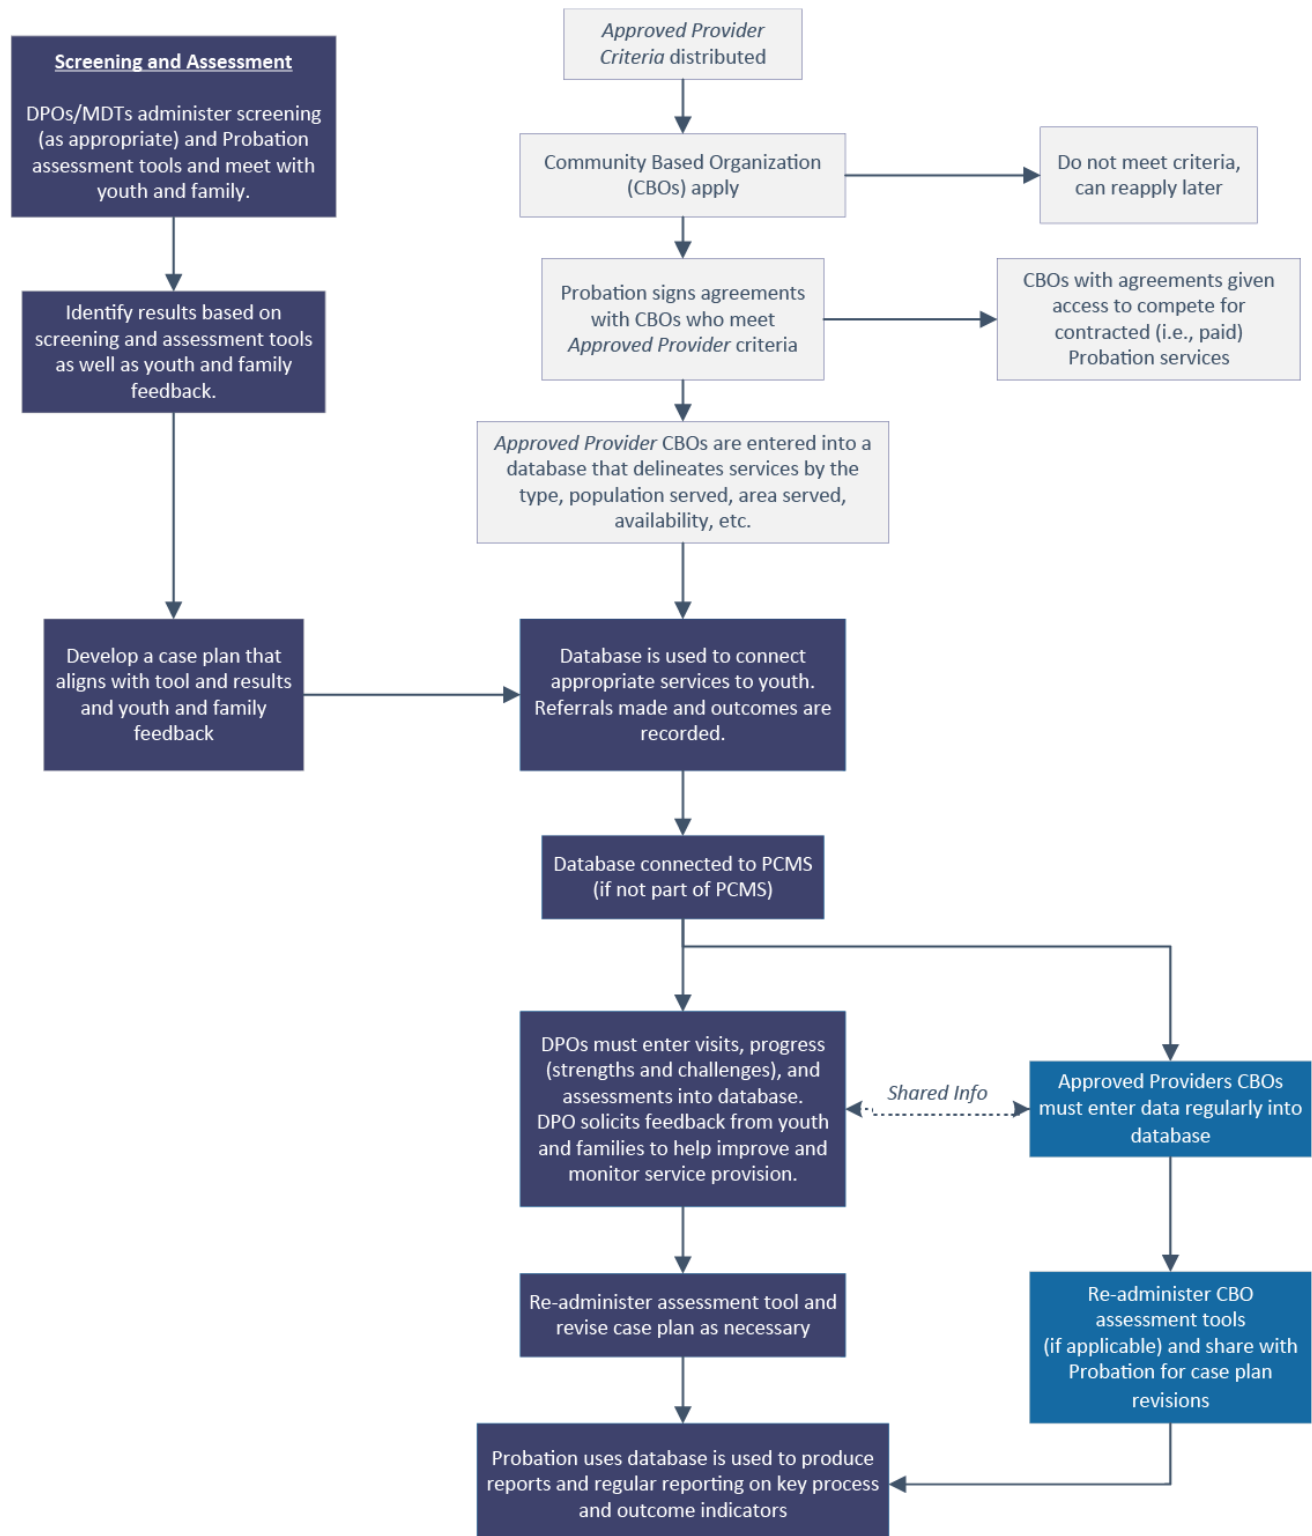 Screening and Assessment
DPOs/MDTs administer screening
(as appropriate) and Probation
assessment tools and meet with
youth and family.
Identify results based on
screening and assessment tools
as well as youth and family
feedback.
Develop a case plan that
aligns with tool and results
and youth and family
feedback
Approved Provider
Criteria distributed
Community Based Organization
(CBOs) apply
Do not meet criteria,
can reapply later
Probation signs agreements
with CBOs who meet
Approved Provider criteria
CBOs with agreements given
access to compete for
contracted (i.e., paid)
Probation services
Approved Provider CBOs are entered into a
database that delineates services by the
type, population served, area served,
availability, etc.
Database is used to connect
appropriate services to youth.
Referrals made and outcomes are
recorded.
Database connected to PCMS
(if not part of PCMS)
DPOs must enter visits, progress
(strengths and challenges), and
assessments into database.
DPO solicits feedback from youth
and families to help improve and
monitor service provision.
Shared Info
Approved Providers CBOs
must enter data regularly into
database
Re-administer assessment tool and
revise case plan as necessary
Re-administer CBO
assessment tools
(if applicable) and share with
Probation for case plan
revisions
Probation uses database is used to produce
reports and regular reporting on key process
and outcome indicators